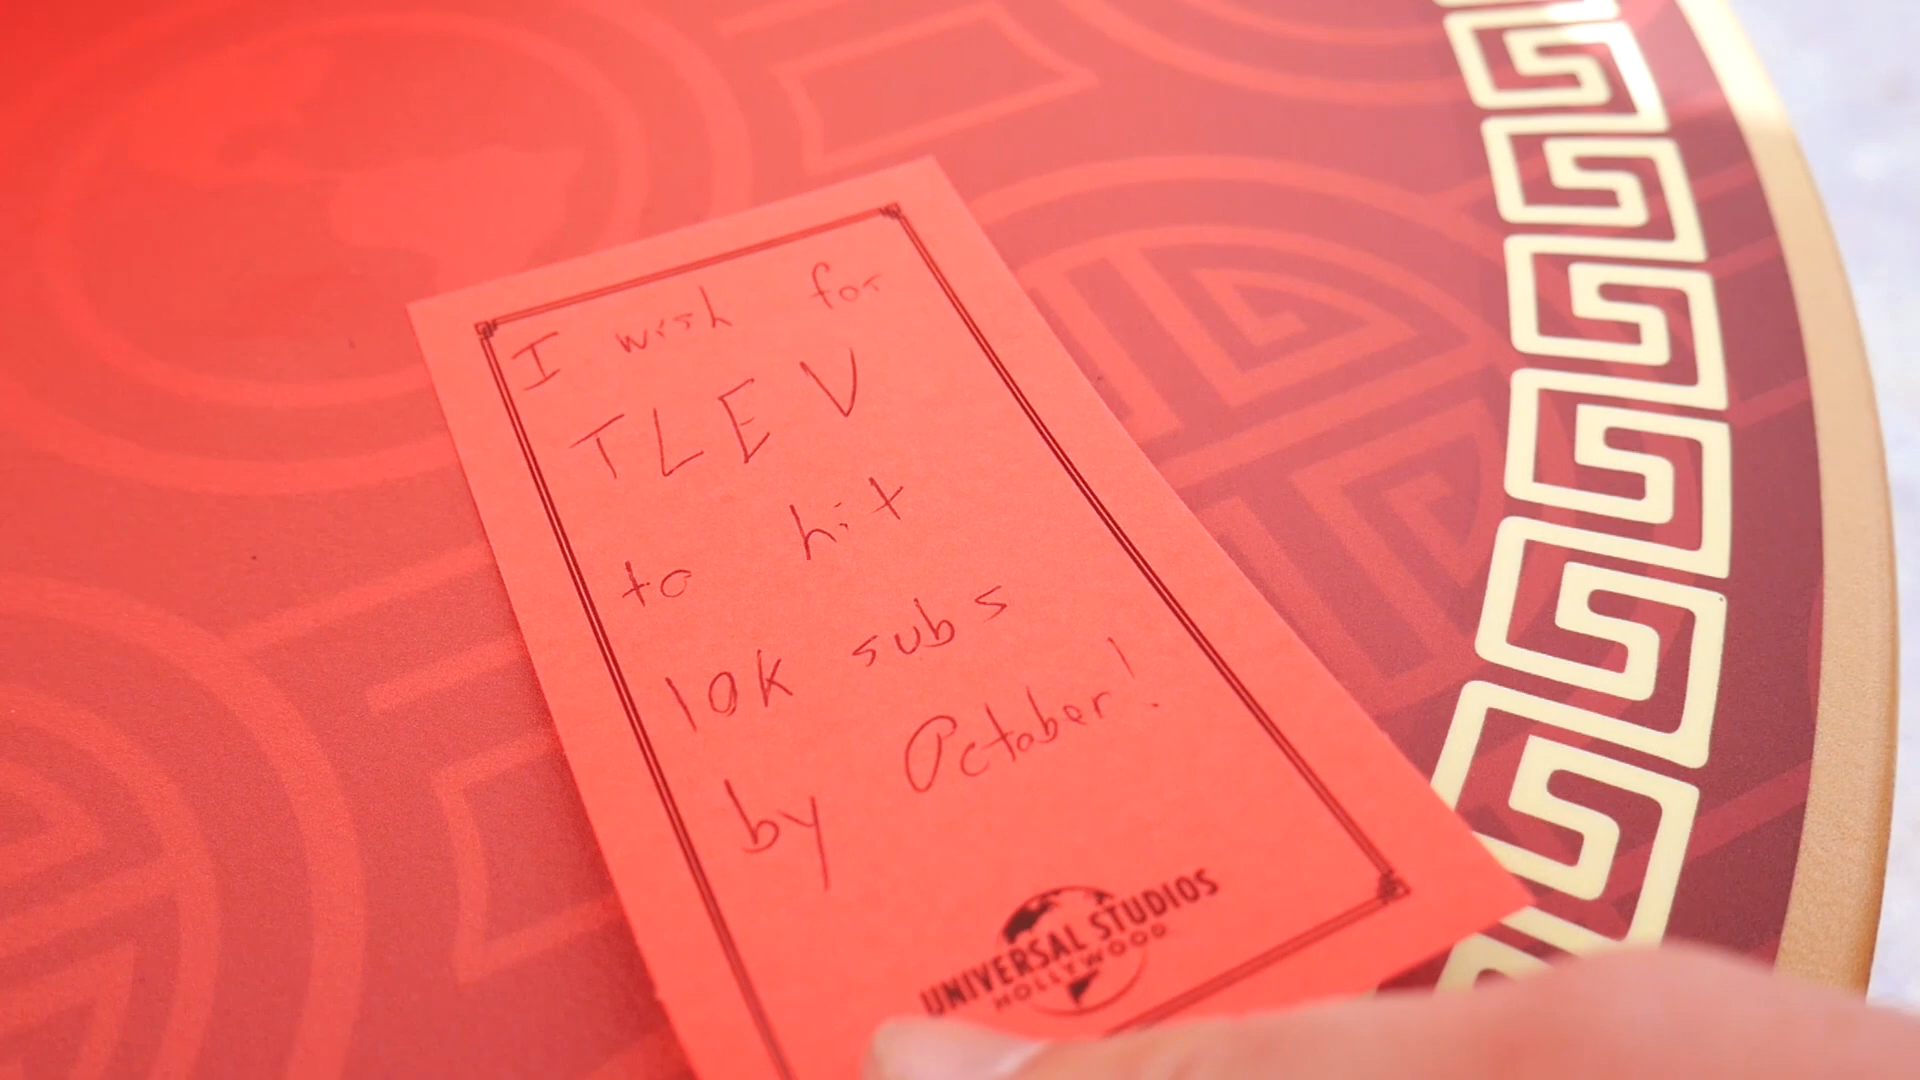 I wish for
TLEV
to hit
10K subs
by October!
UNIVERSAL STUDIOS
HOLLYWOOD